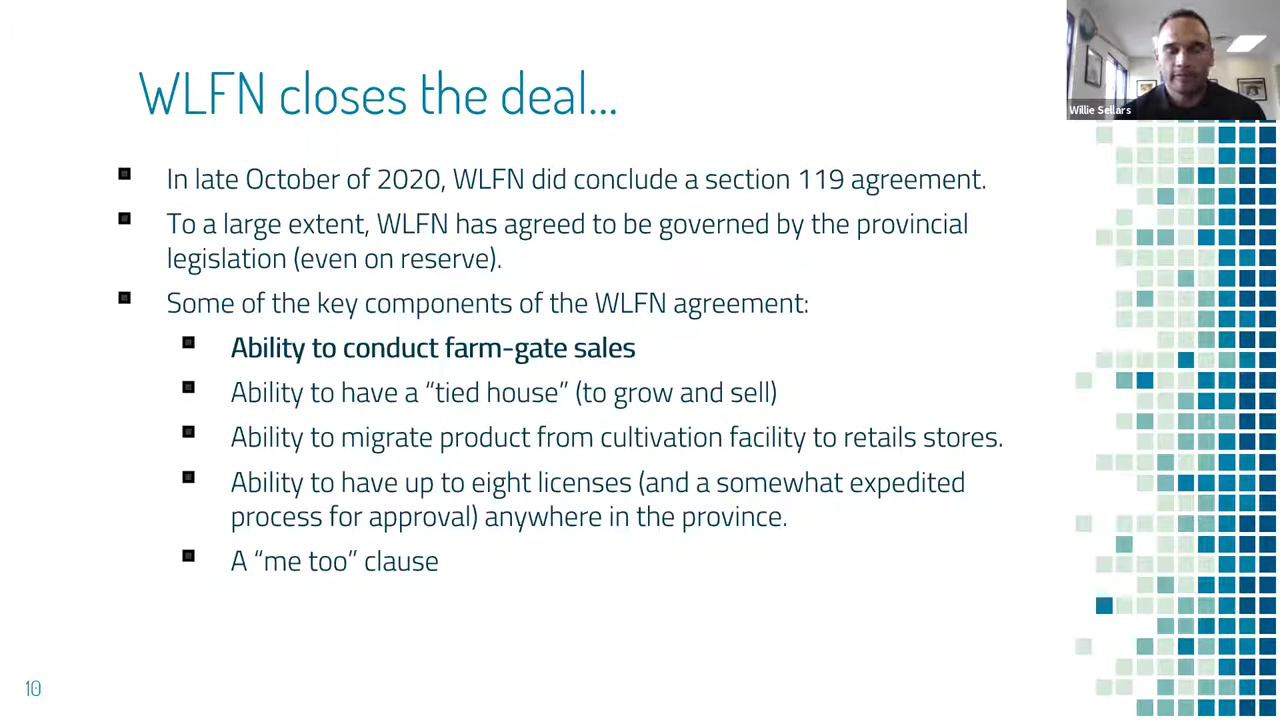 WLFN closes the deal...
Willie Sellars
In late October of 2020, WLFN did conclude a section 119 agreement.
To a large extent, WLFN has agreed to be governed by the provincial
legislation (even on reserve).
Some of the key components of the WLFN agreement:
Ability to conduct farm-gate sales
Ability to have a “tied house” (to grow and sell)
Ability to migrate product from cultivation facility to retails stores.
Ability to have up to eight licenses (and a somewhat expedited
process for approval) anywhere in the province.
A “me too” clause
10